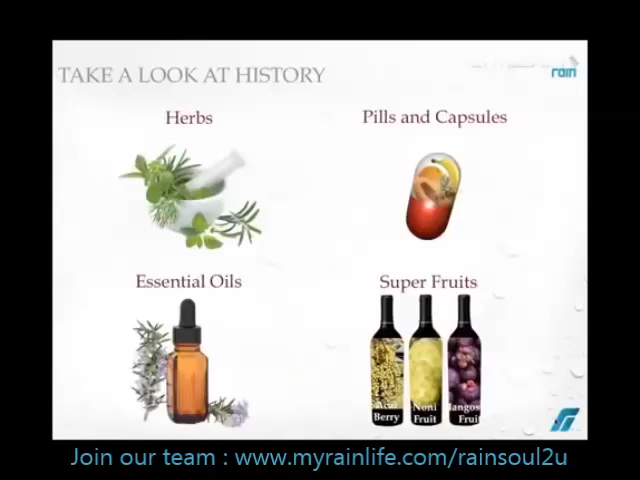 TAKE A LOOK AT HISTORY
rain
Herbs
Pills and Capsules
Essential Oils
Super Fruits
Berry
Noni
Fruit
Mangos
Fruit
Join our team : www.myrainlife.com/rainsoul2u